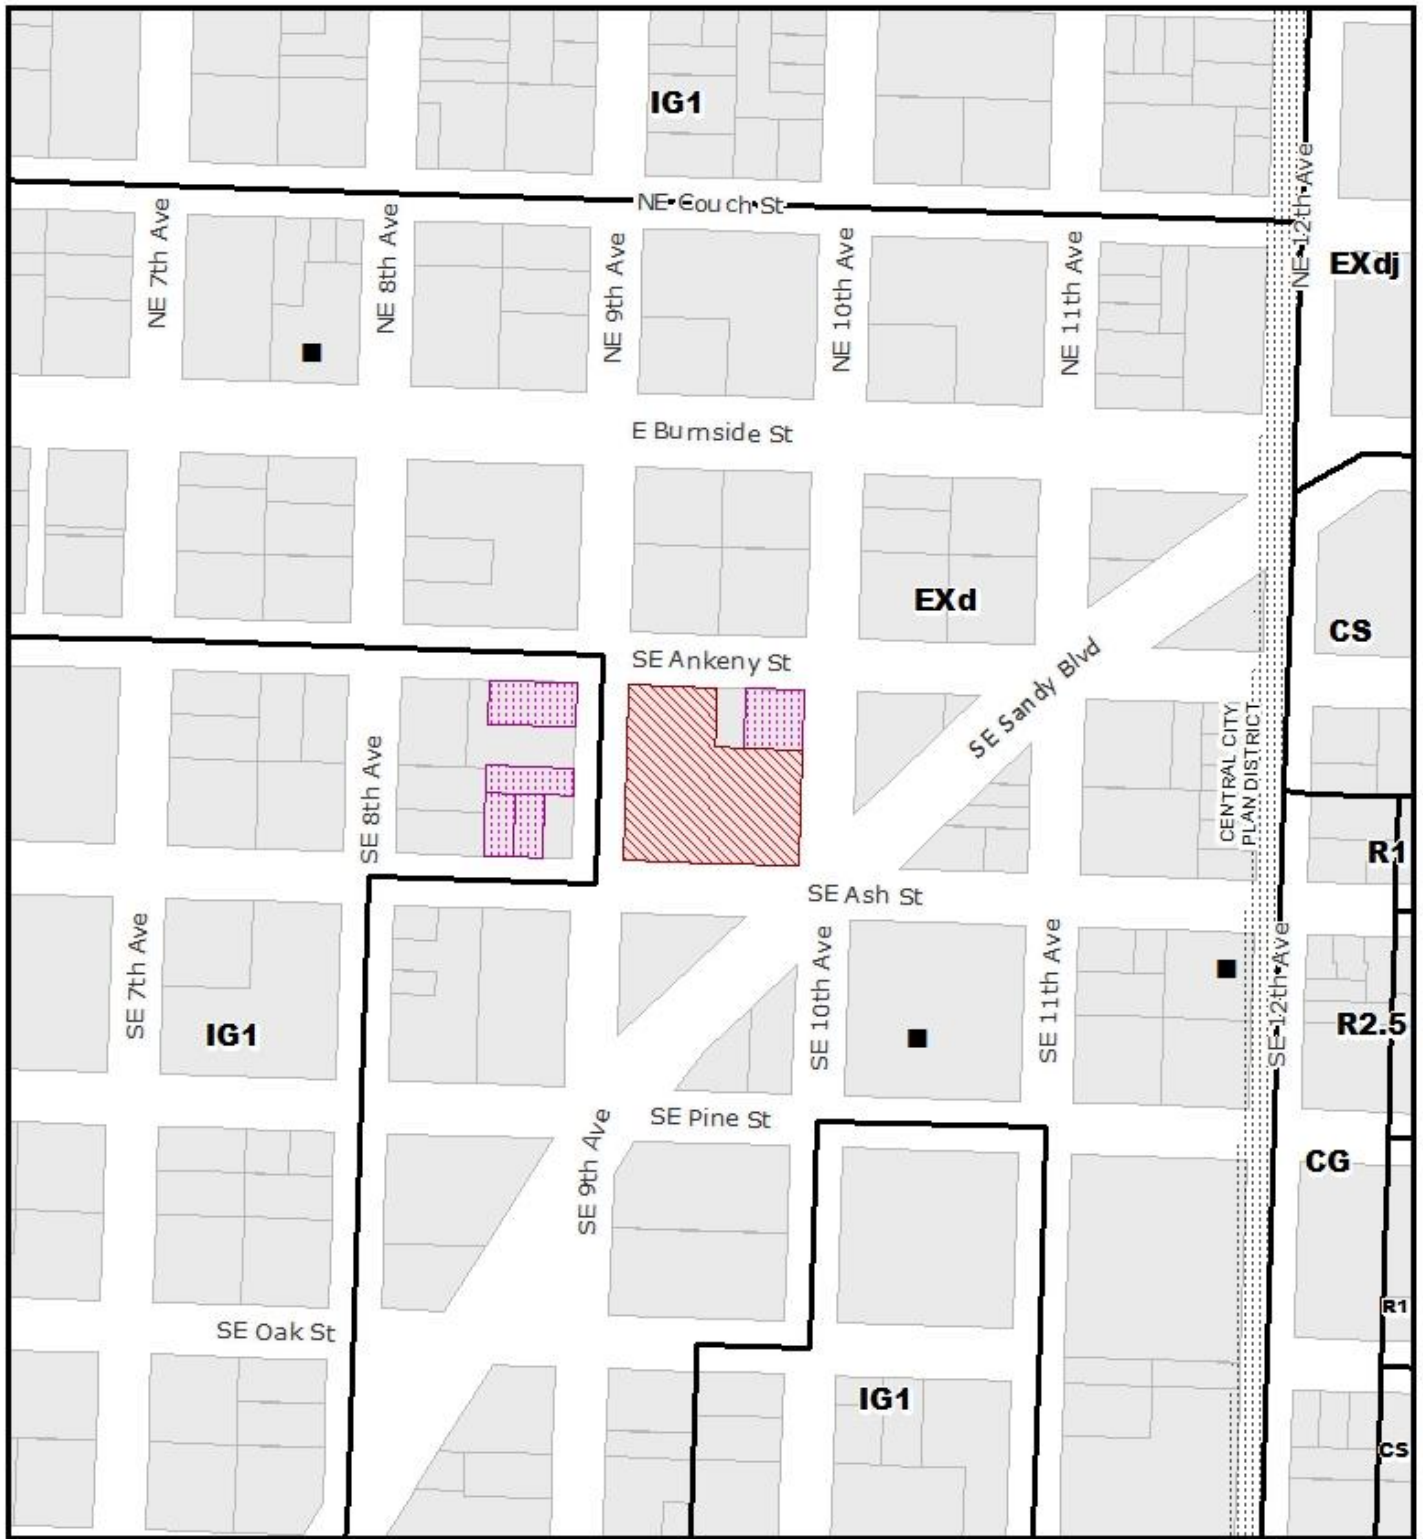 IG1
NE Couch St
NE 12th Ave
NE 7th Ave
NE 8th Ave
NE 9th Ave
NE 10th Ave
NE 11th Ave
EXdj
E Burnside St
EXd
CS
SE Ankeny St
SE Sandy Blvd
CENTRAL CITY
PLAN DISTRICT
SE 8th Ave
R1
SE Ash St
SE 7th Ave
SE 10th Ave
SE 11th Ave
SE 12th Ave
IG1
R2.5
SE Pine St
SE 9th Ave
CG
R1
SE Oak St
IG1
CS